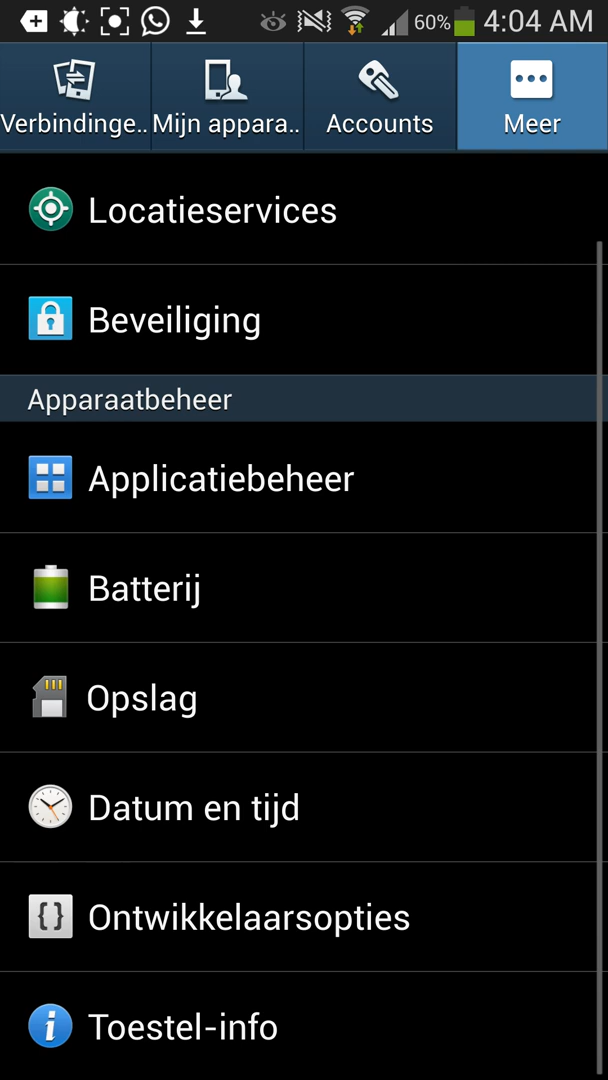 60% 4:04 AM
Verbindinge.. Mijn appara.. Accounts Meer
Locatieservices
Beveiliging
Apparaatbeheer
Applicatiebeheer
Batterij
Opslag
Datum en tijd
Ontwikkelaarsopties
Toestel-info